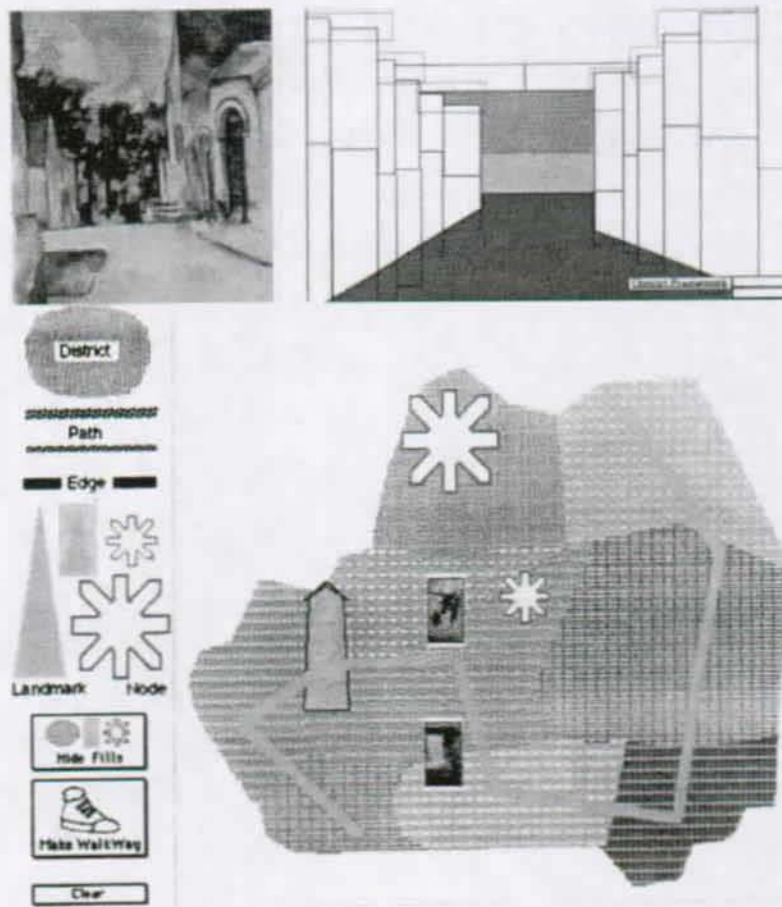 District
Path
Edge
Landmark Node
Hide Fills
Make WalkWay
Clear